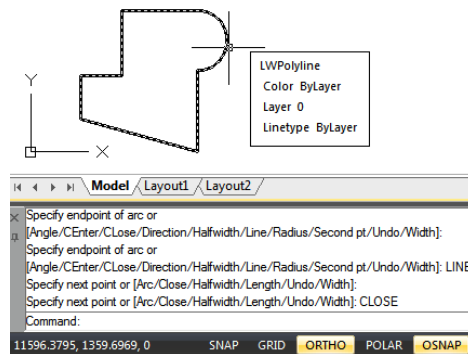 LWPolyline
Color ByLayer
Layer 0
Linetype ByLayer
Y
X
Model Layout1 Layout2
Specify endpoint of arc or
[Angle/CEnter/CLose/Direction/Halfwidth/Line/Radius/Second pt/Undo/Width]:
Specify endpoint of arc or
[Angle/CEnter/CLose/Direction/Halfwidth/Line/Radius/Second pt/Undo/Width]: LINE
Specify next point or [Arc/Close/Halfwidth/Length/Undo/Width]:
Specify next point or [Arc/Close/Halfwidth/Length/Undo/Width]: CLOSE
Command:
11596.3795, 1359.6969, 0 SNAP GRID ORTHO POLAR OSNAP